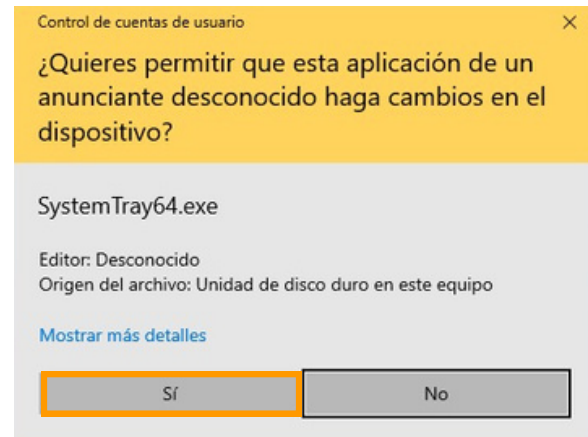 Control de cuentas de usuario
¿Quieres permitir que esta aplicación de un
anunciante desconocido haga cambios en el
dispositivo?
SystemTray64.exe
Editor: Desconocido
Origen del archivo: Unidad de disco duro en este equipo
Mostrar más detalles
Sí
No